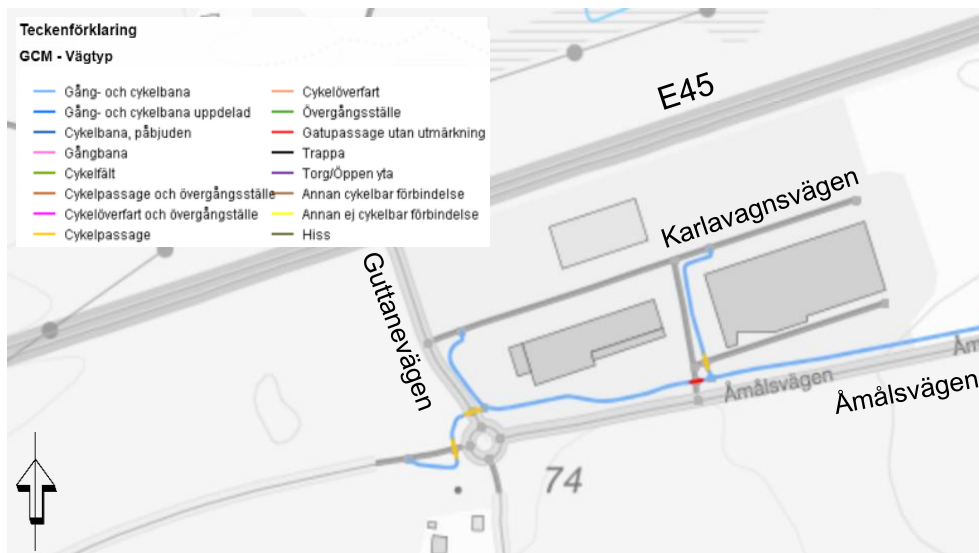 Teckenförklaring
GCM - Vägtyp
Gång- och cykelbana
Gång- och cykelbana uppdelad
Cykelbana, påbjuden
Gångbana
Cykelfält
Cykelpassage och övergångsställe
Cykelöverfart och övergångställe
Cykelpassage
Cykelöverfart
Övergångsställe
Gatupassage utan utmärkning
Trappa
Torg/Öppen yta
Annan cykelbar förbindelse
Annan ej cykelbar förbindelse
Hiss
E45
Karlavagnsvägen
Guttanevägen
Åmålsvägen
Åm
Åmålsvägen
74